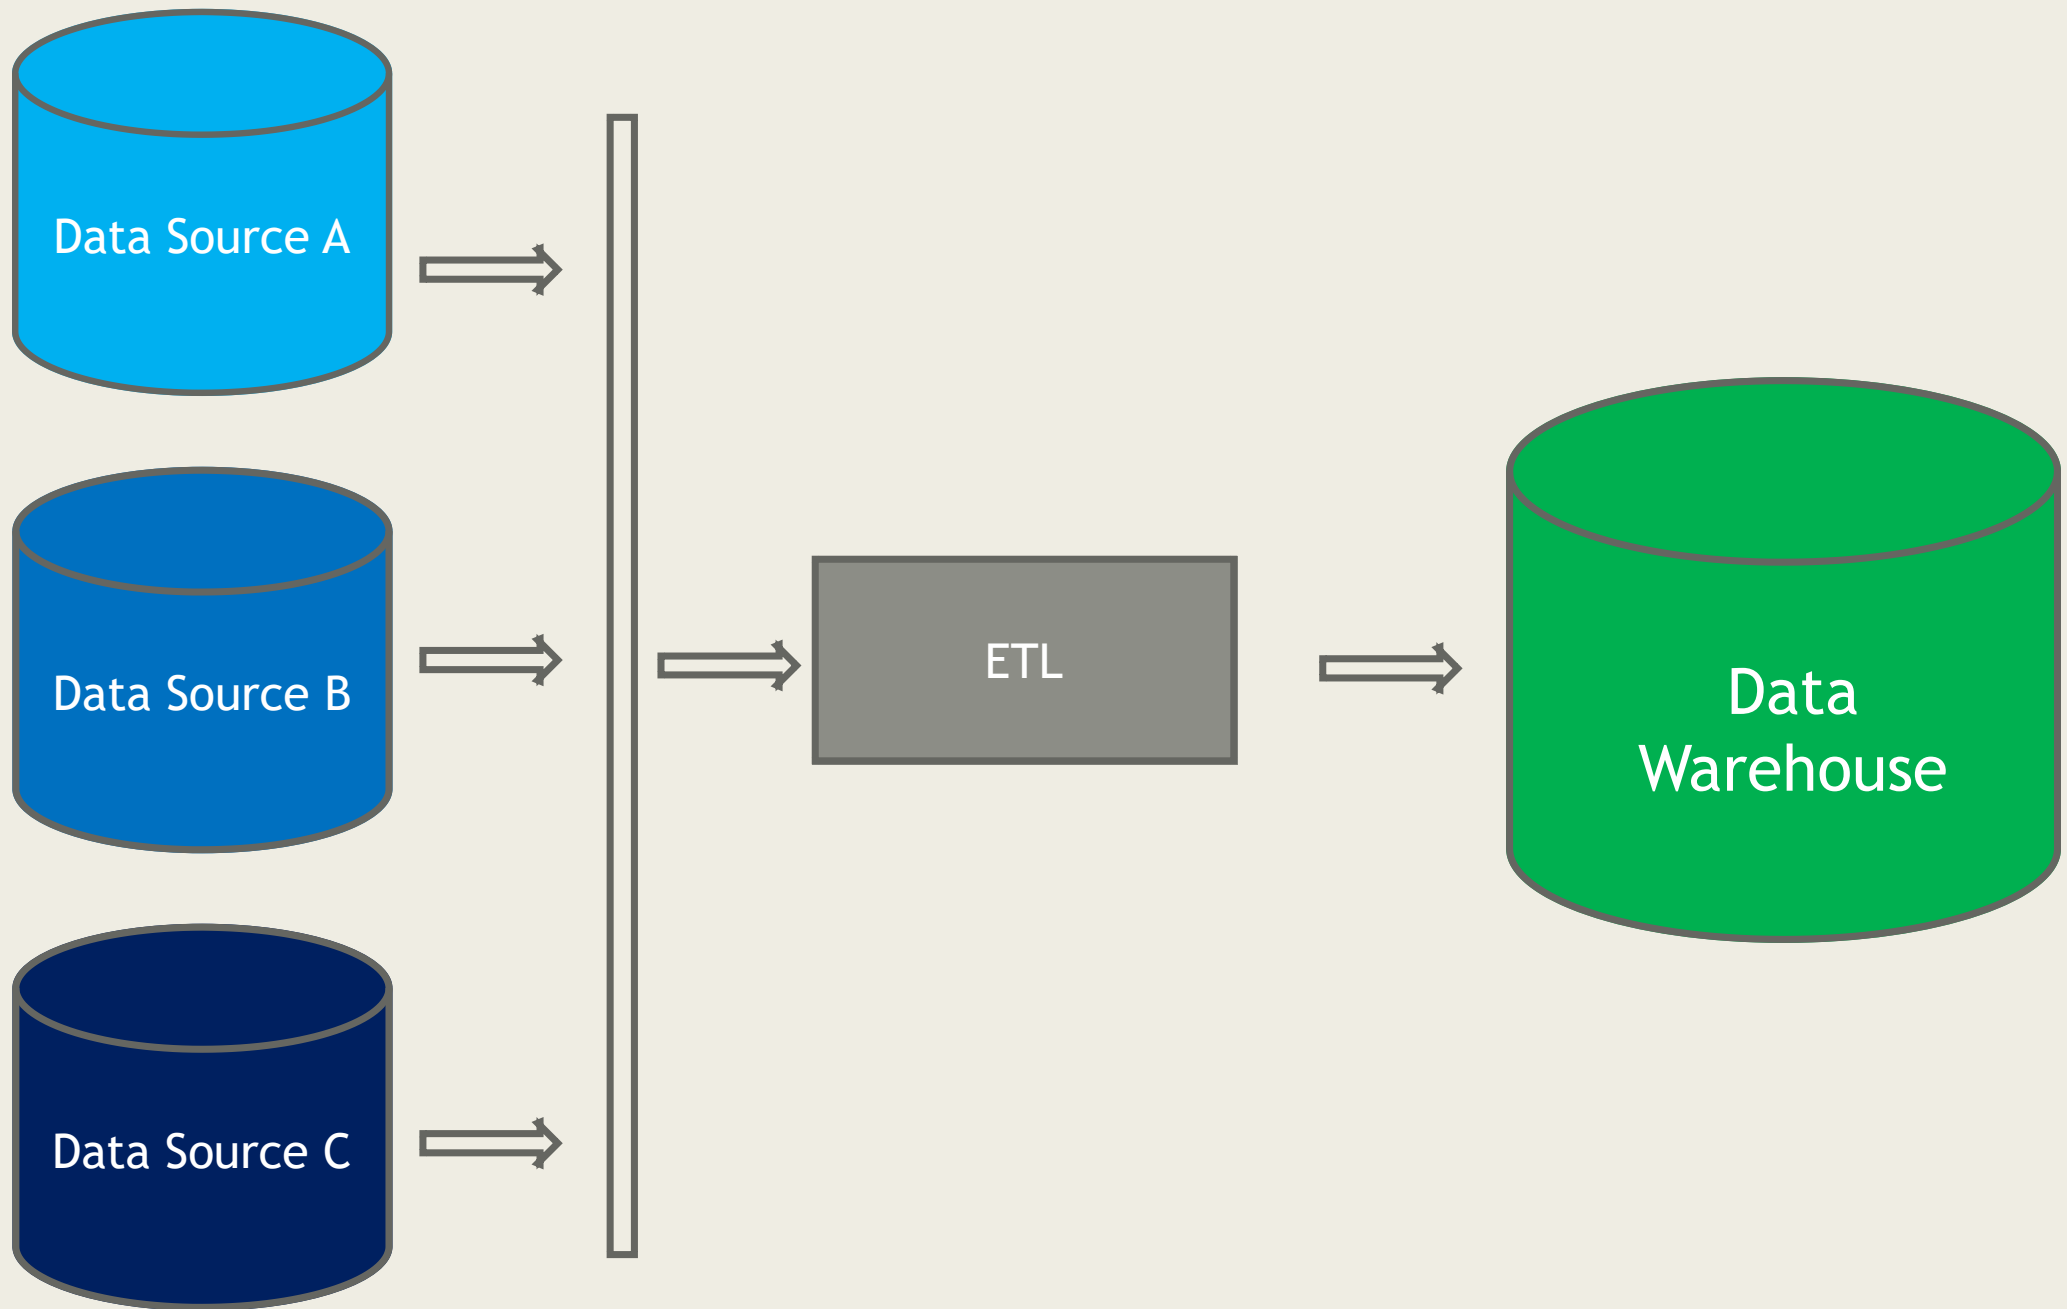 Data Source A
Data Source B
Data Source C
ETL
Data
Warehouse